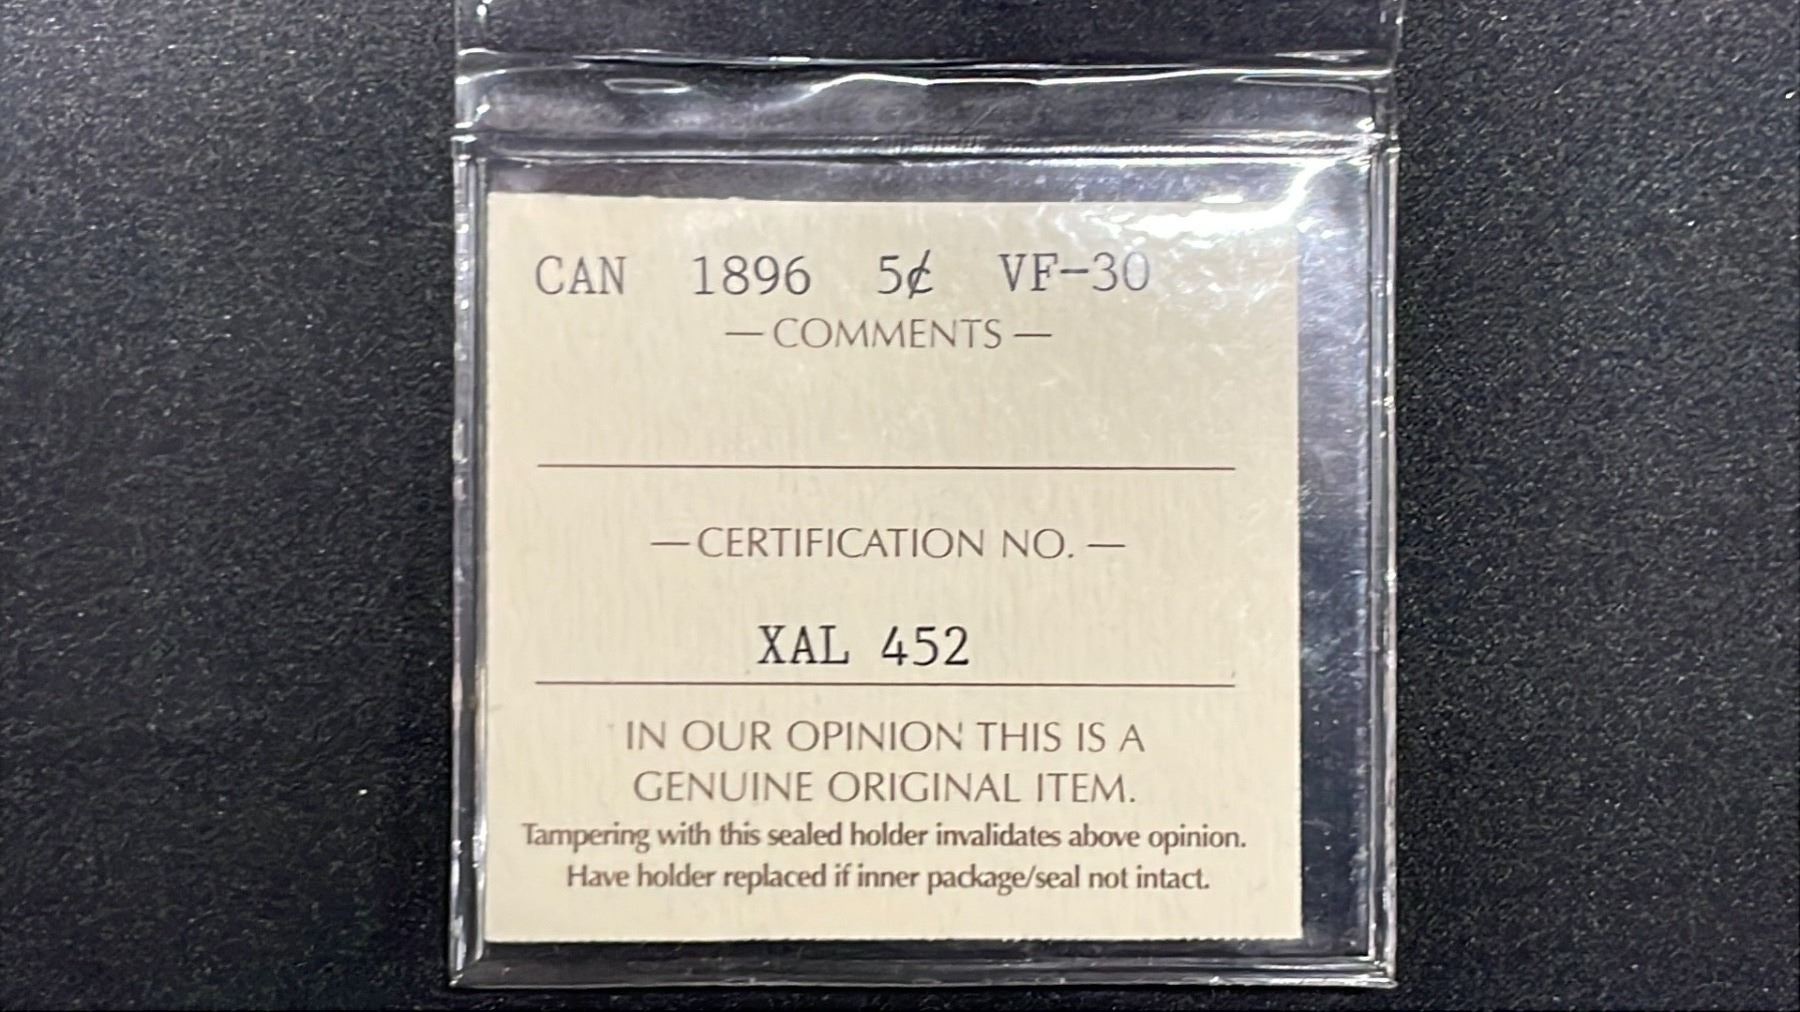 CAN 1896 5¢ VF-30
— COMMENTS —
— CERTIFICATION NO. —
XAL 452
IN OUR OPINION THIS IS A
GENUINE ORIGINAL ITEM.
Tampering with this sealed holder invalidates above opinion.
Have holder replaced if inner package/seal not intact.